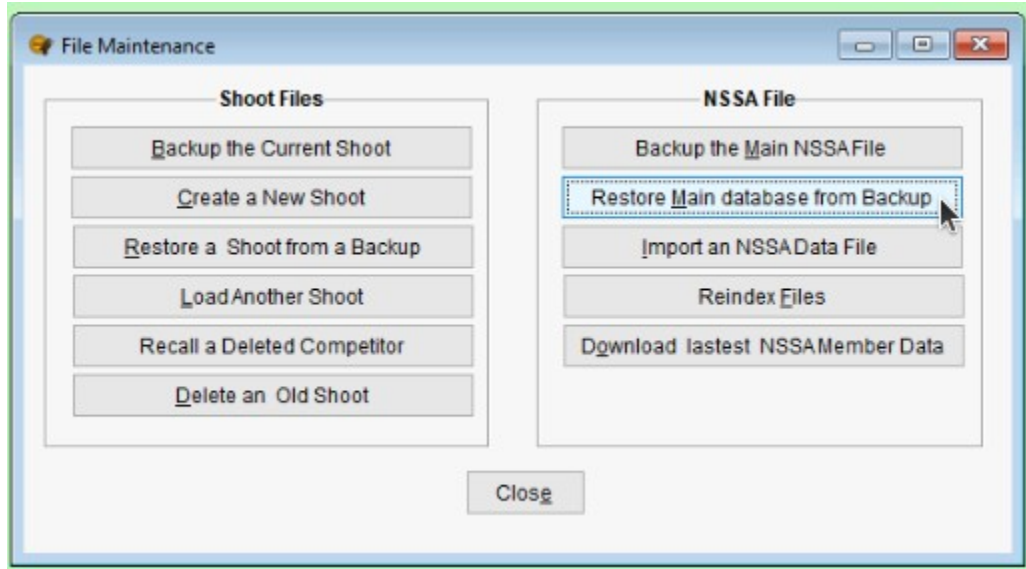 File Maintenance
Shoot Files
Backup the Current Shoot
Create a New Shoot
Restore a Shoot from a Backup
Load Another Shoot
Recall a Deleted Competitor
Delete an Old Shoot
NSSA File
Backup the Main NSSA File
Restore Main database from Backup
Import an NSSA Data File
Reindex Files
Download lastest NSSA Member Data
Close